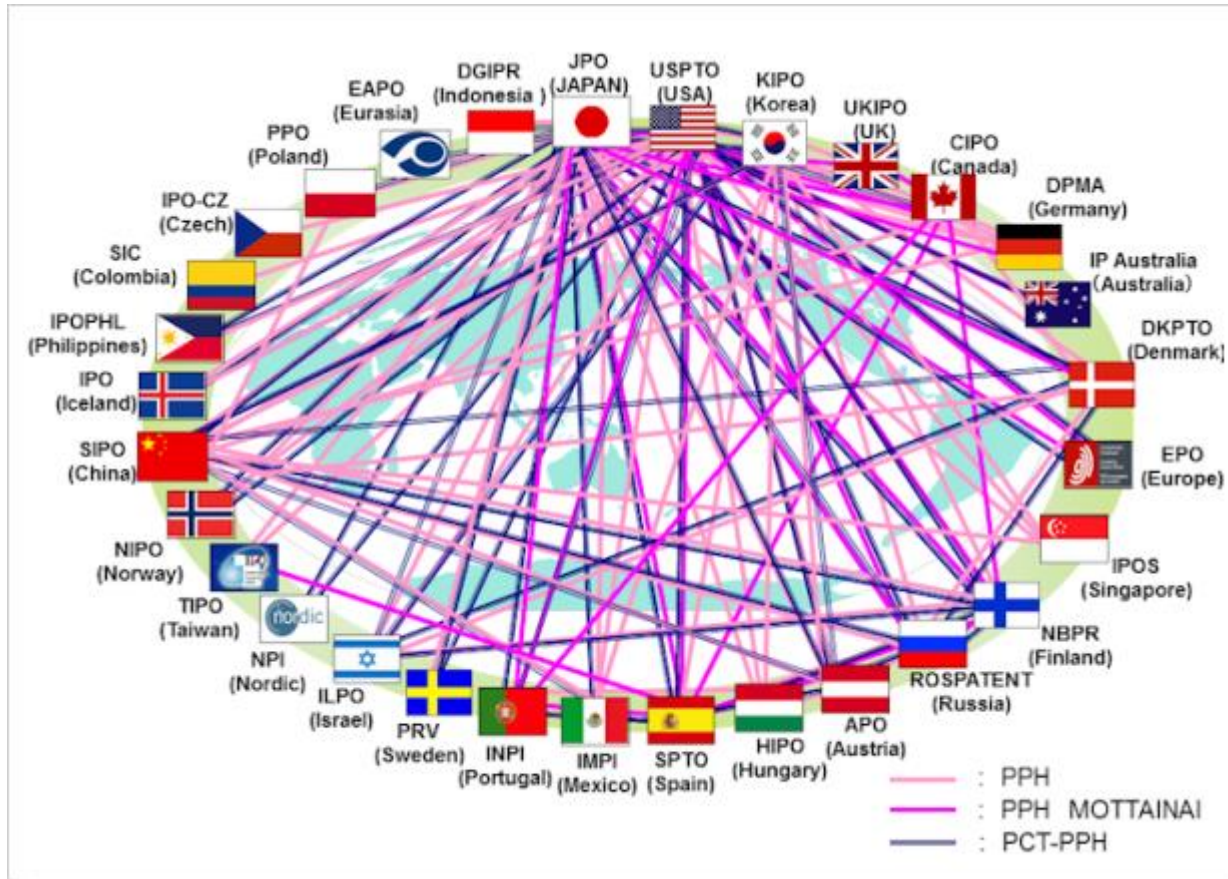 JPO
(JAPAN)
USPTO
(USA)
KIPO
(Korea)
UKIPO
(UK)
CIPO
(Canada)
DPMA
(Germany)
IP Australia
(Australia)
DKPTO
(Denmark)
EPO
(Europe)
IPOS
(Singapore)
NBPR
(Finland)
ROSPATENT
(Russia)
APO
(Austria)
HIPO
(Hungary)
SPTO
(Spain)
IMPI
(Mexico)
INPI
(Portugal)
PRV
(Sweden)
ILPO
(Israel)
NPI
(Nordic)
nordic
TIPO
(Taiwan)
NIPO
(Norway)
SIPO
(China)
IPO
(Iceland)
IPOPHL
(Philippines)
SIC
(Colombia)
IPO-CZ
(Czech)
PPO
(Poland)
EAPO
(Eurasia)
DGIPR
(Indonesia )
: PPH
: PPH MOTTAINAI
: PCT-PPH